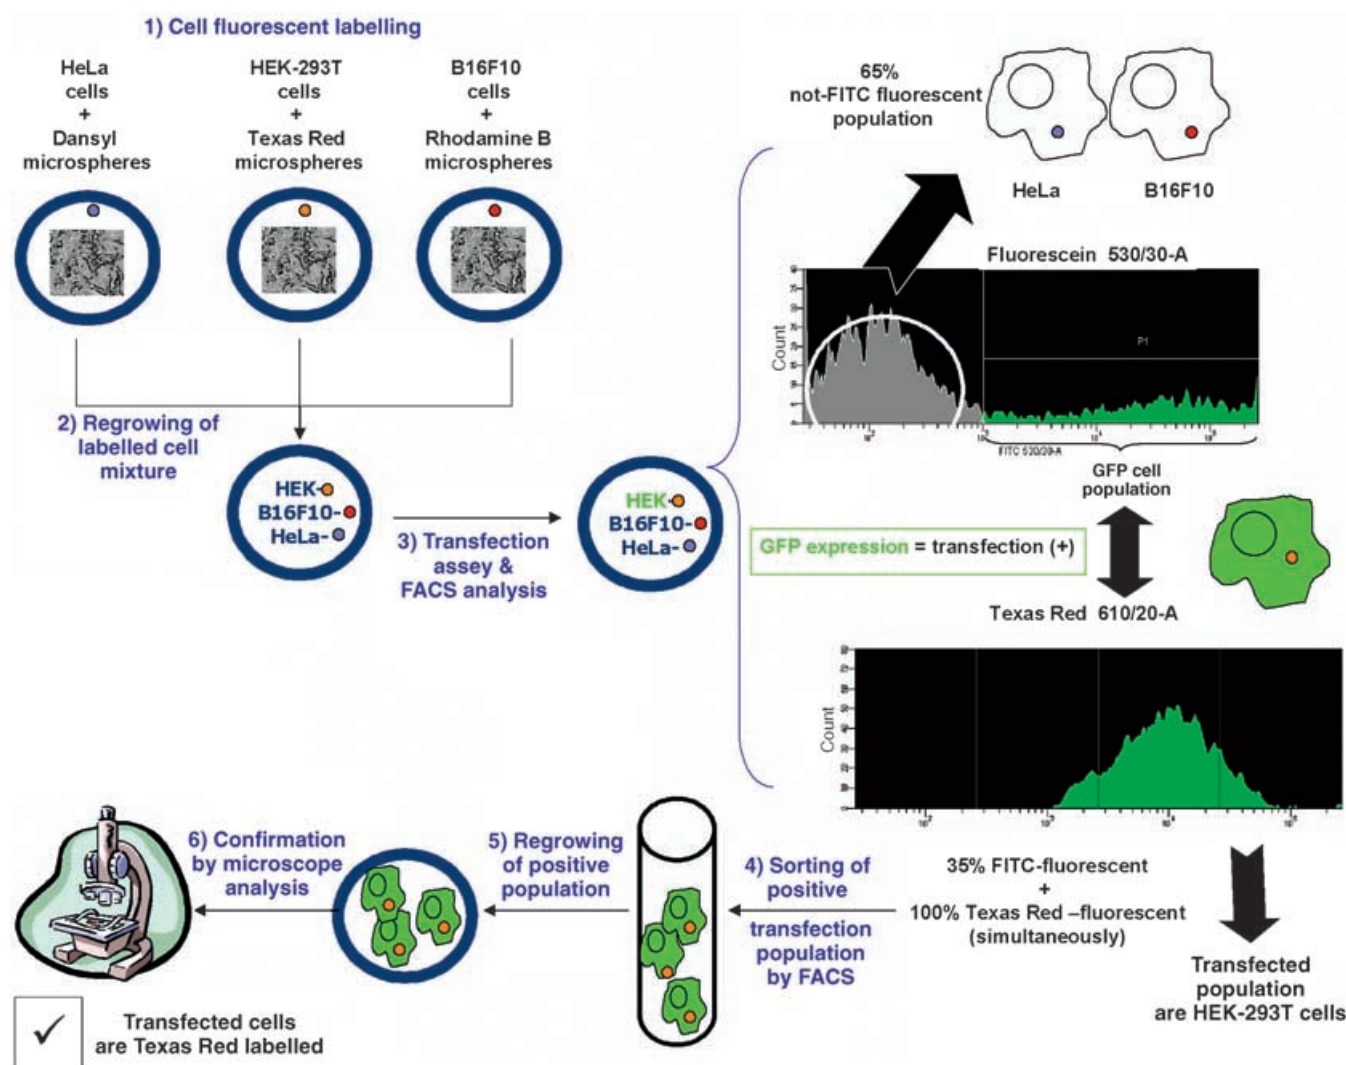 1) Cell fluorescent labelling
HeLa
cells
+
Dansyl
microspheres
HEK-293T
cells
+
Texas Red
microspheres
B16F10
cells
+
Rhodamine B
microspheres
2) Regrowing of
labelled cell
mixture
HEK-
B16F10-
HeLa-
3) Transfection
assey &
FACS analysis
HEK-
B16F10-
HeLa-
65%
not-FITC fluorescent
population
HeLa
B16F10
Fluorescein 530/30-A
Count
P1
FITC 530/30-A
GFP cell
population
GFP expression = transfection (+)
Texas Red 610/20-A
Count
35% FITC-fluorescent
+
100% Texas Red –fluorescent
(simultaneously)
Transfected
population
are HEK-293T cells
4) Sorting of
positive
transfection
population
by FACS
5) Regrowing
of positive
population
6) Confirmation
by microscope
analysis
✓
Transfected cells
are Texas Red labelled